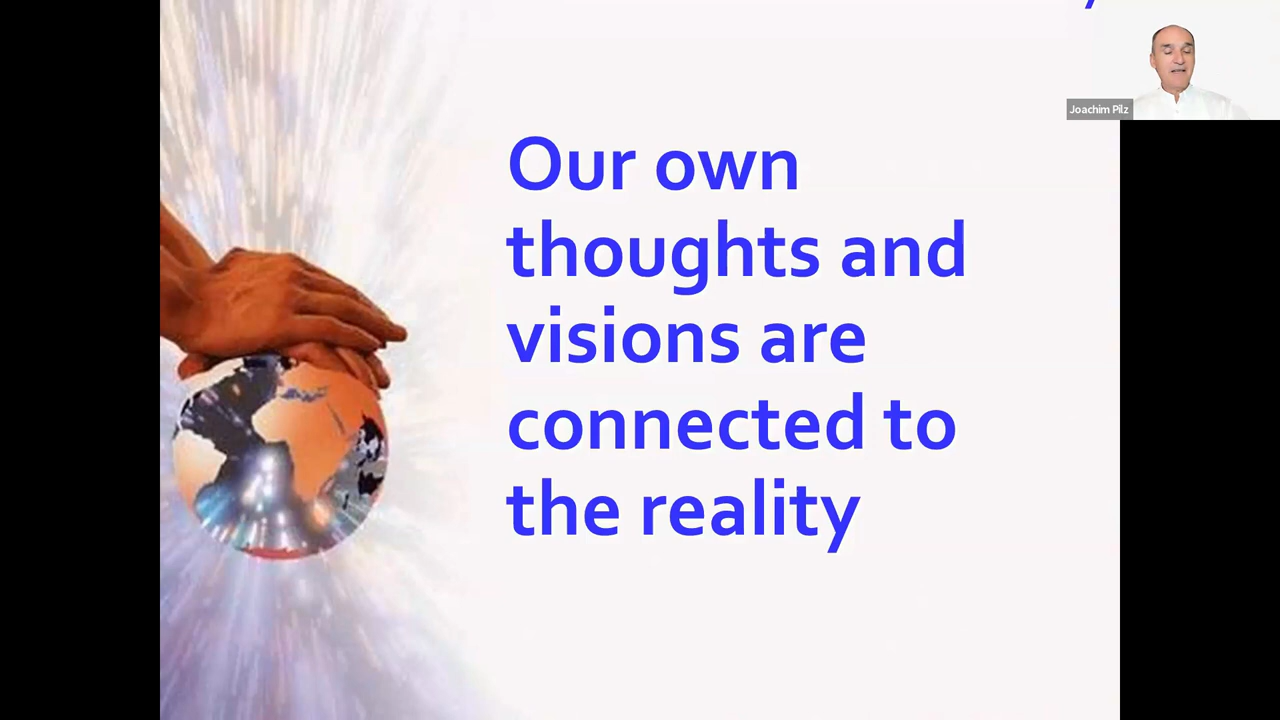 Joachim Pilz
Our own
thoughts and
visions are
connected to
the reality